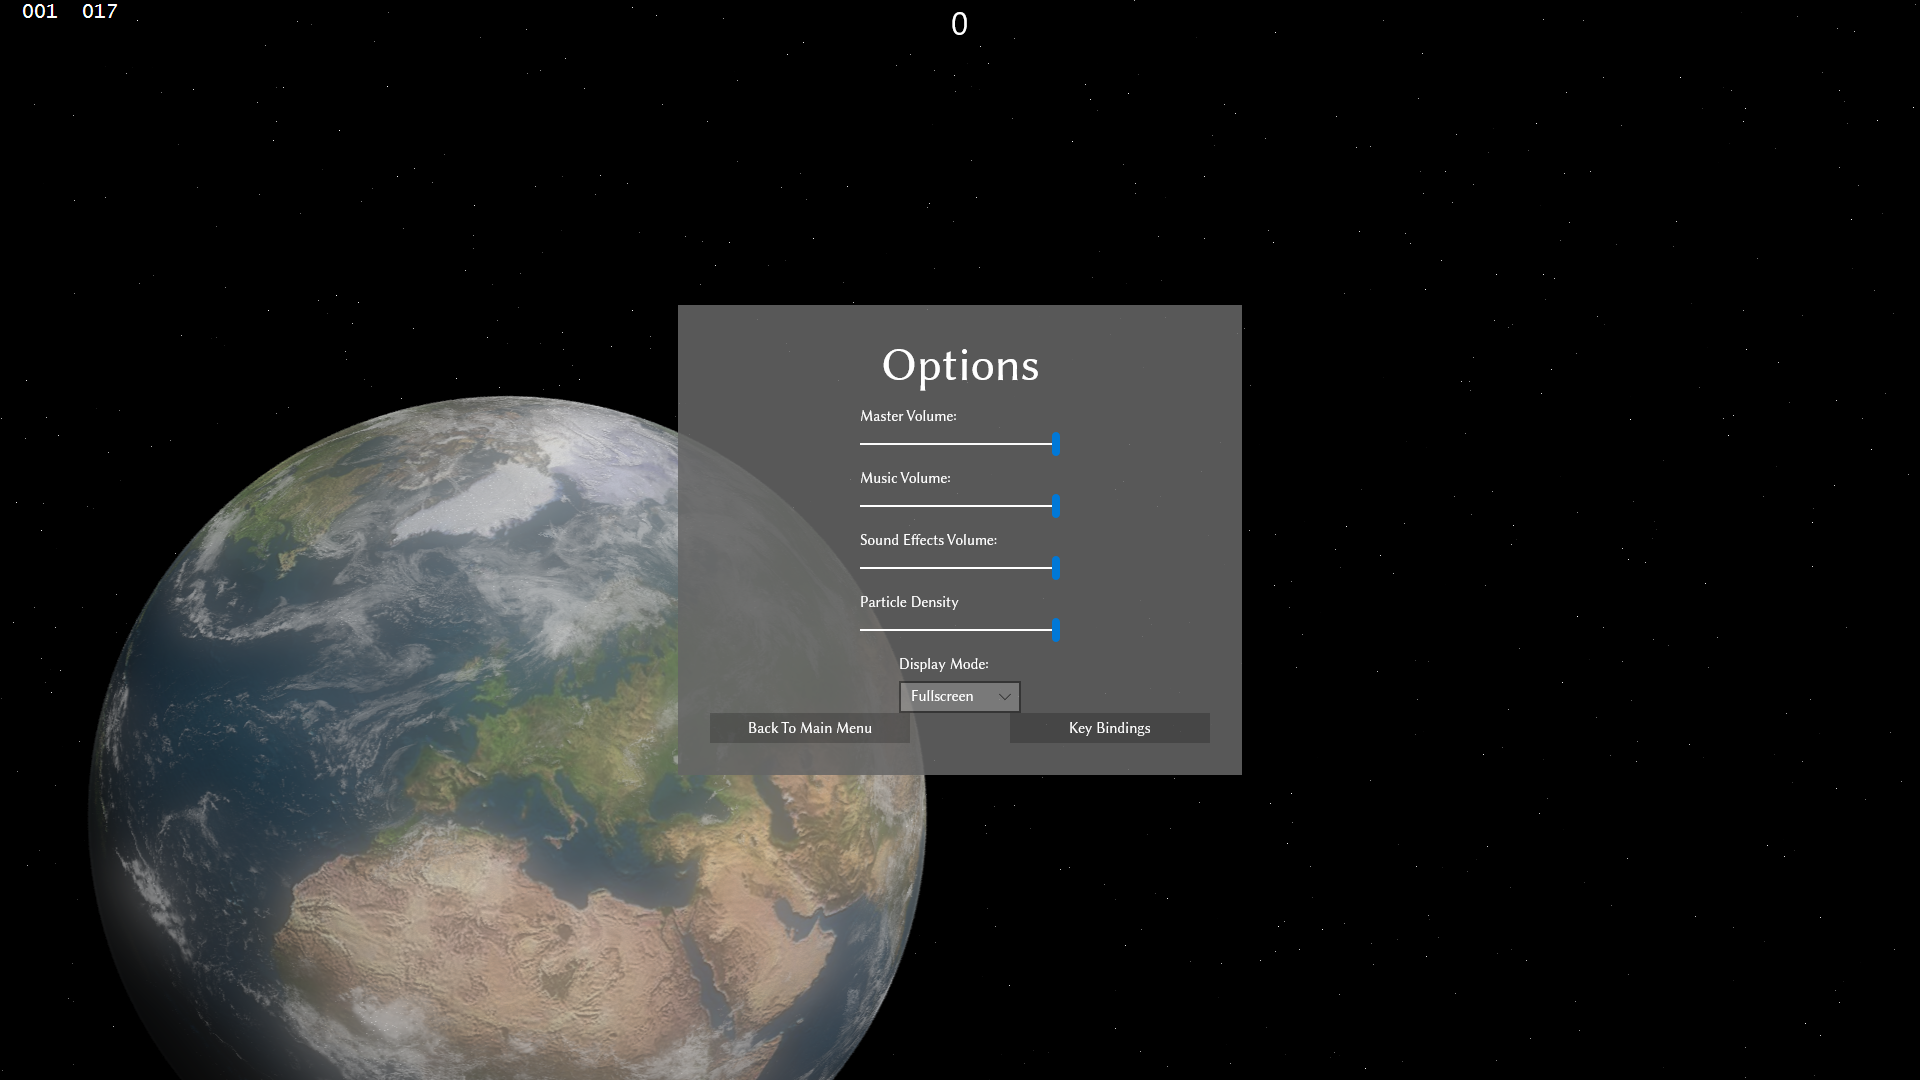 001 017
0
Options
Master Volume:
Music Volume:
Sound Effects Volume:
Particle Density
Display Mode:
Fullscreen
Back To Main Menu Key Bindings